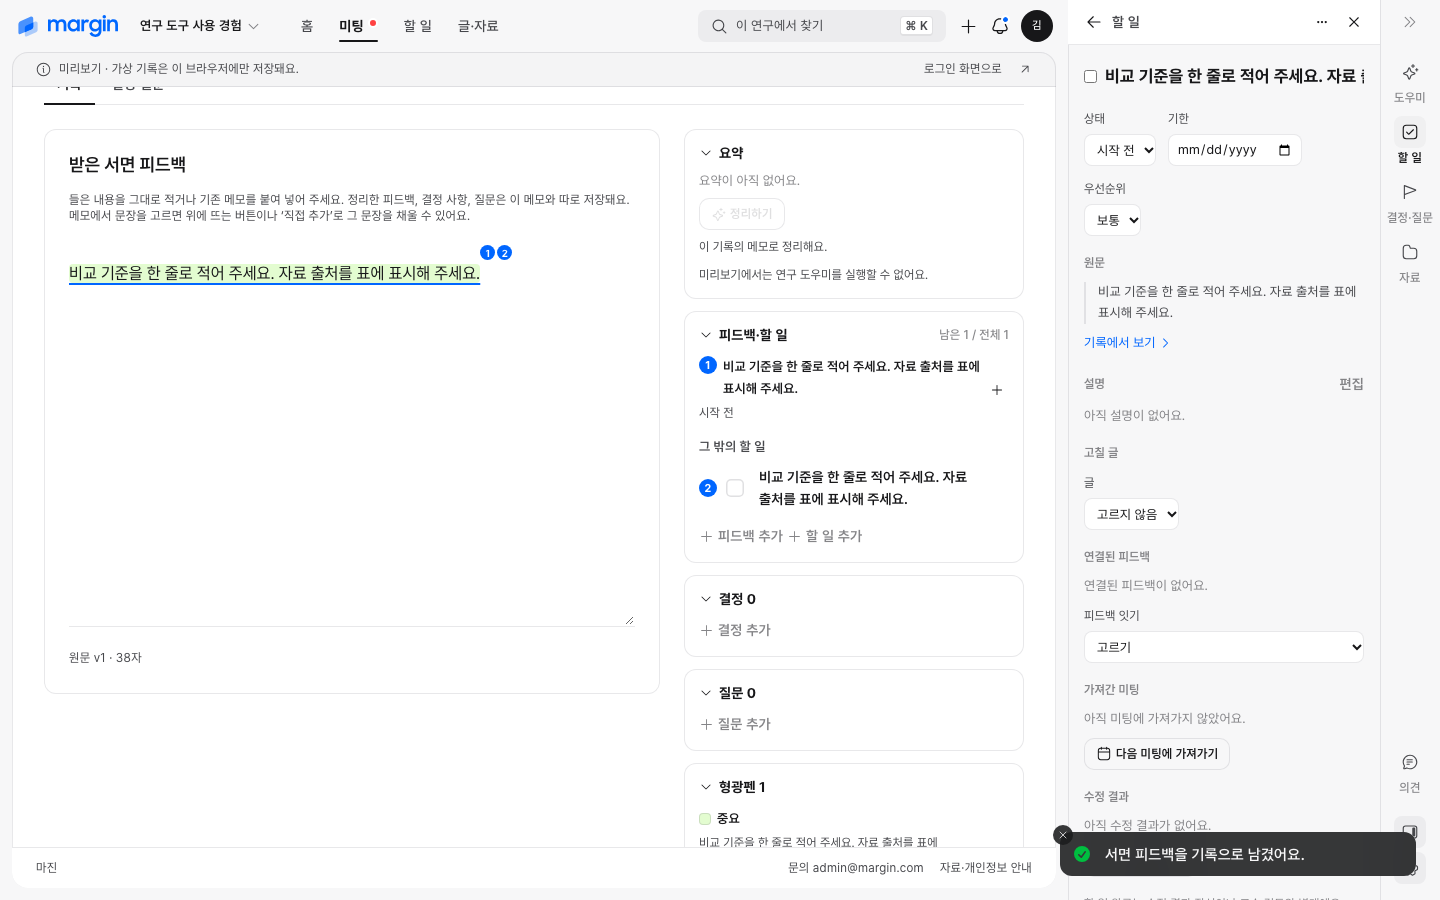 margin
연구 도구 사용 경험
홈
미팅
할 일
글·자료
이 연구에서 찾기
⌘ K
김
미리보기 · 가상 기록은 이 브라우저에만 저장돼요.
로그인 화면으로
받은 서면 피드백
들은 내용을 그대로 적거나 기존 메모를 붙여 넣어 주세요. 정리한 피드백, 결정 사항, 질문은 이 메모와 따로 저장돼요.
메모에서 문장을 고르면 위에 뜨는 버튼이나 ‘직접 추가’로 그 문장을 채울 수 있어요.
1 2
비교 기준을 한 줄로 적어 주세요. 자료 출처를 표에 표시해 주세요.
원문 v1 · 38자
요약
요약이 아직 없어요.
정리하기
이 기록의 메모로 정리해요.
미리보기에서는 연구 도우미를 실행할 수 없어요.
피드백·할 일
남은 1 / 전체 1
1 비교 기준을 한 줄로 적어 주세요. 자료 출처를 표에
표시해 주세요.
시작 전
그 밖의 할 일
2
비교 기준을 한 줄로 적어 주세요. 자료
출처를 표에 표시해 주세요.
피드백 추가
할 일 추가
결정 0
결정 추가
질문 0
질문 추가
형광펜 1
중요
비교 기준을 한 줄로 적어 주세요. 자료 출처를 표에
마진
문의 admin@margin.com
자료·개인정보 안내
할 일
비교 기준을 한 줄로 적어 주세요. 자료
상태
기한
시작 전
mm/dd/yyyy
우선순위
보통
원문
비교 기준을 한 줄로 적어 주세요. 자료 출처를 표에
표시해 주세요.
기록에서 보기
설명
편집
아직 설명이 없어요.
고칠 글
글
고르지 않음
연결된 피드백
연결된 피드백이 없어요.
피드백 잇기
고르기
가져간 미팅
아직 미팅에 가져가지 않았어요.
다음 미팅에 가져가기
수정 결과
아직 수정 결과가 없어요.
서면 피드백을 기록으로 남겼어요.
도우미
할 일
결정·질문
자료
의견